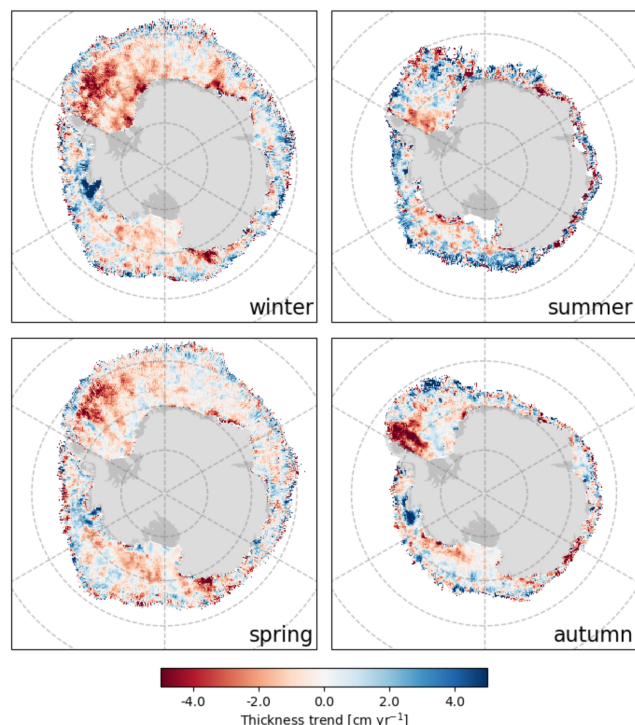 winter
summer
spring
autumn
-4.0 -2.0 0.0 2.0 4.0
Thickness trend [cm yr⁻¹]